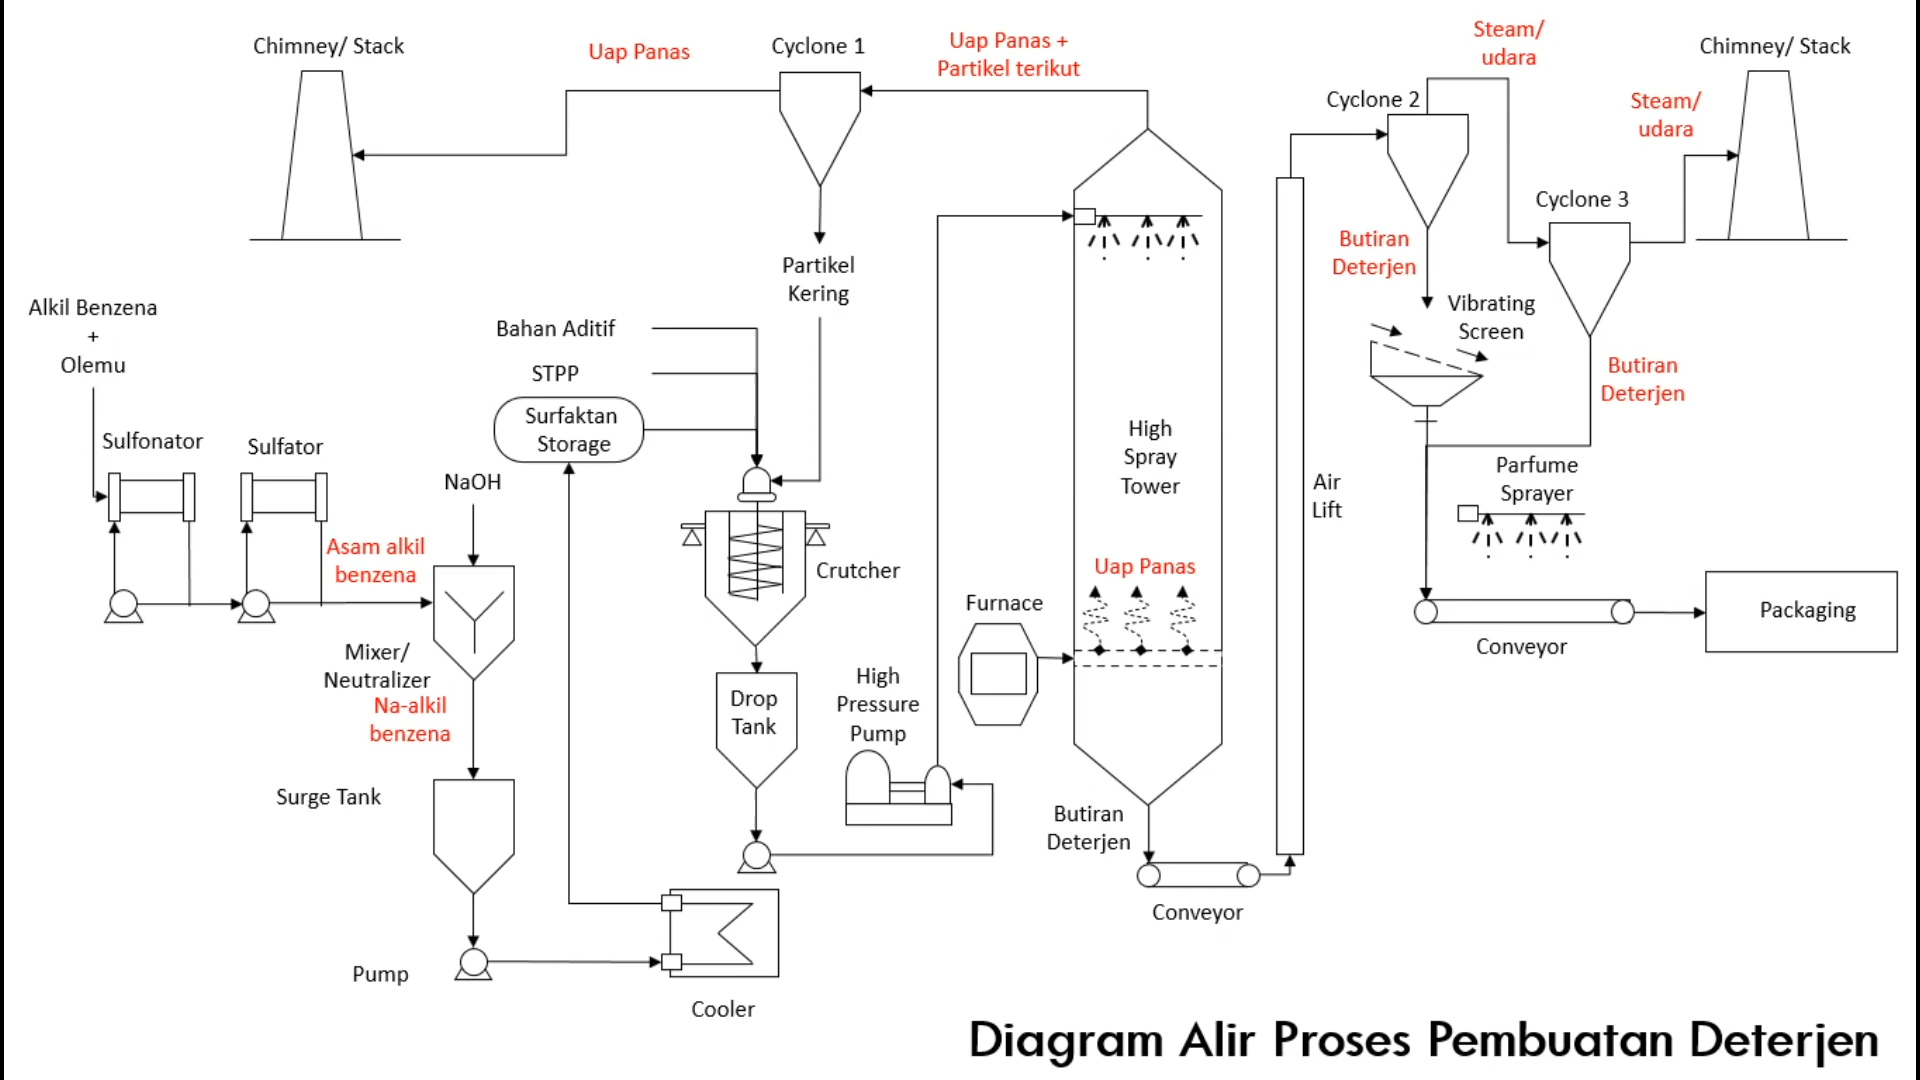 Chimney/ Stack
Uap Panas
Cyclone 1
Uap Panas +
Partikel terikut
Steam/
udara
Chimney/ Stack
Cyclone 2
Steam/
udara
Cyclone 3
Butiran
Deterjen
Partikel
Kering
Alkil Benzena
+
Olemu
Bahan Aditif
STPP
Surfaktan
Storage
Vibrating
Screen
Butiran
Deterjen
Sulfonator
Sulfator
NaOH
High
Spray
Tower
Air
Lift
Parfume
Sprayer
Asam alkil
benzena
Crutcher
Uap Panas
Furnace
Packaging
Conveyor
Mixer/
Neutralizer
Na-alkil
benzena
Drop
Tank
High
Pressure
Pump
Surge Tank
Butiran
Deterjen
Conveyor
Pump
Cooler
Diagram Alir Proses Pembuatan Deterjen